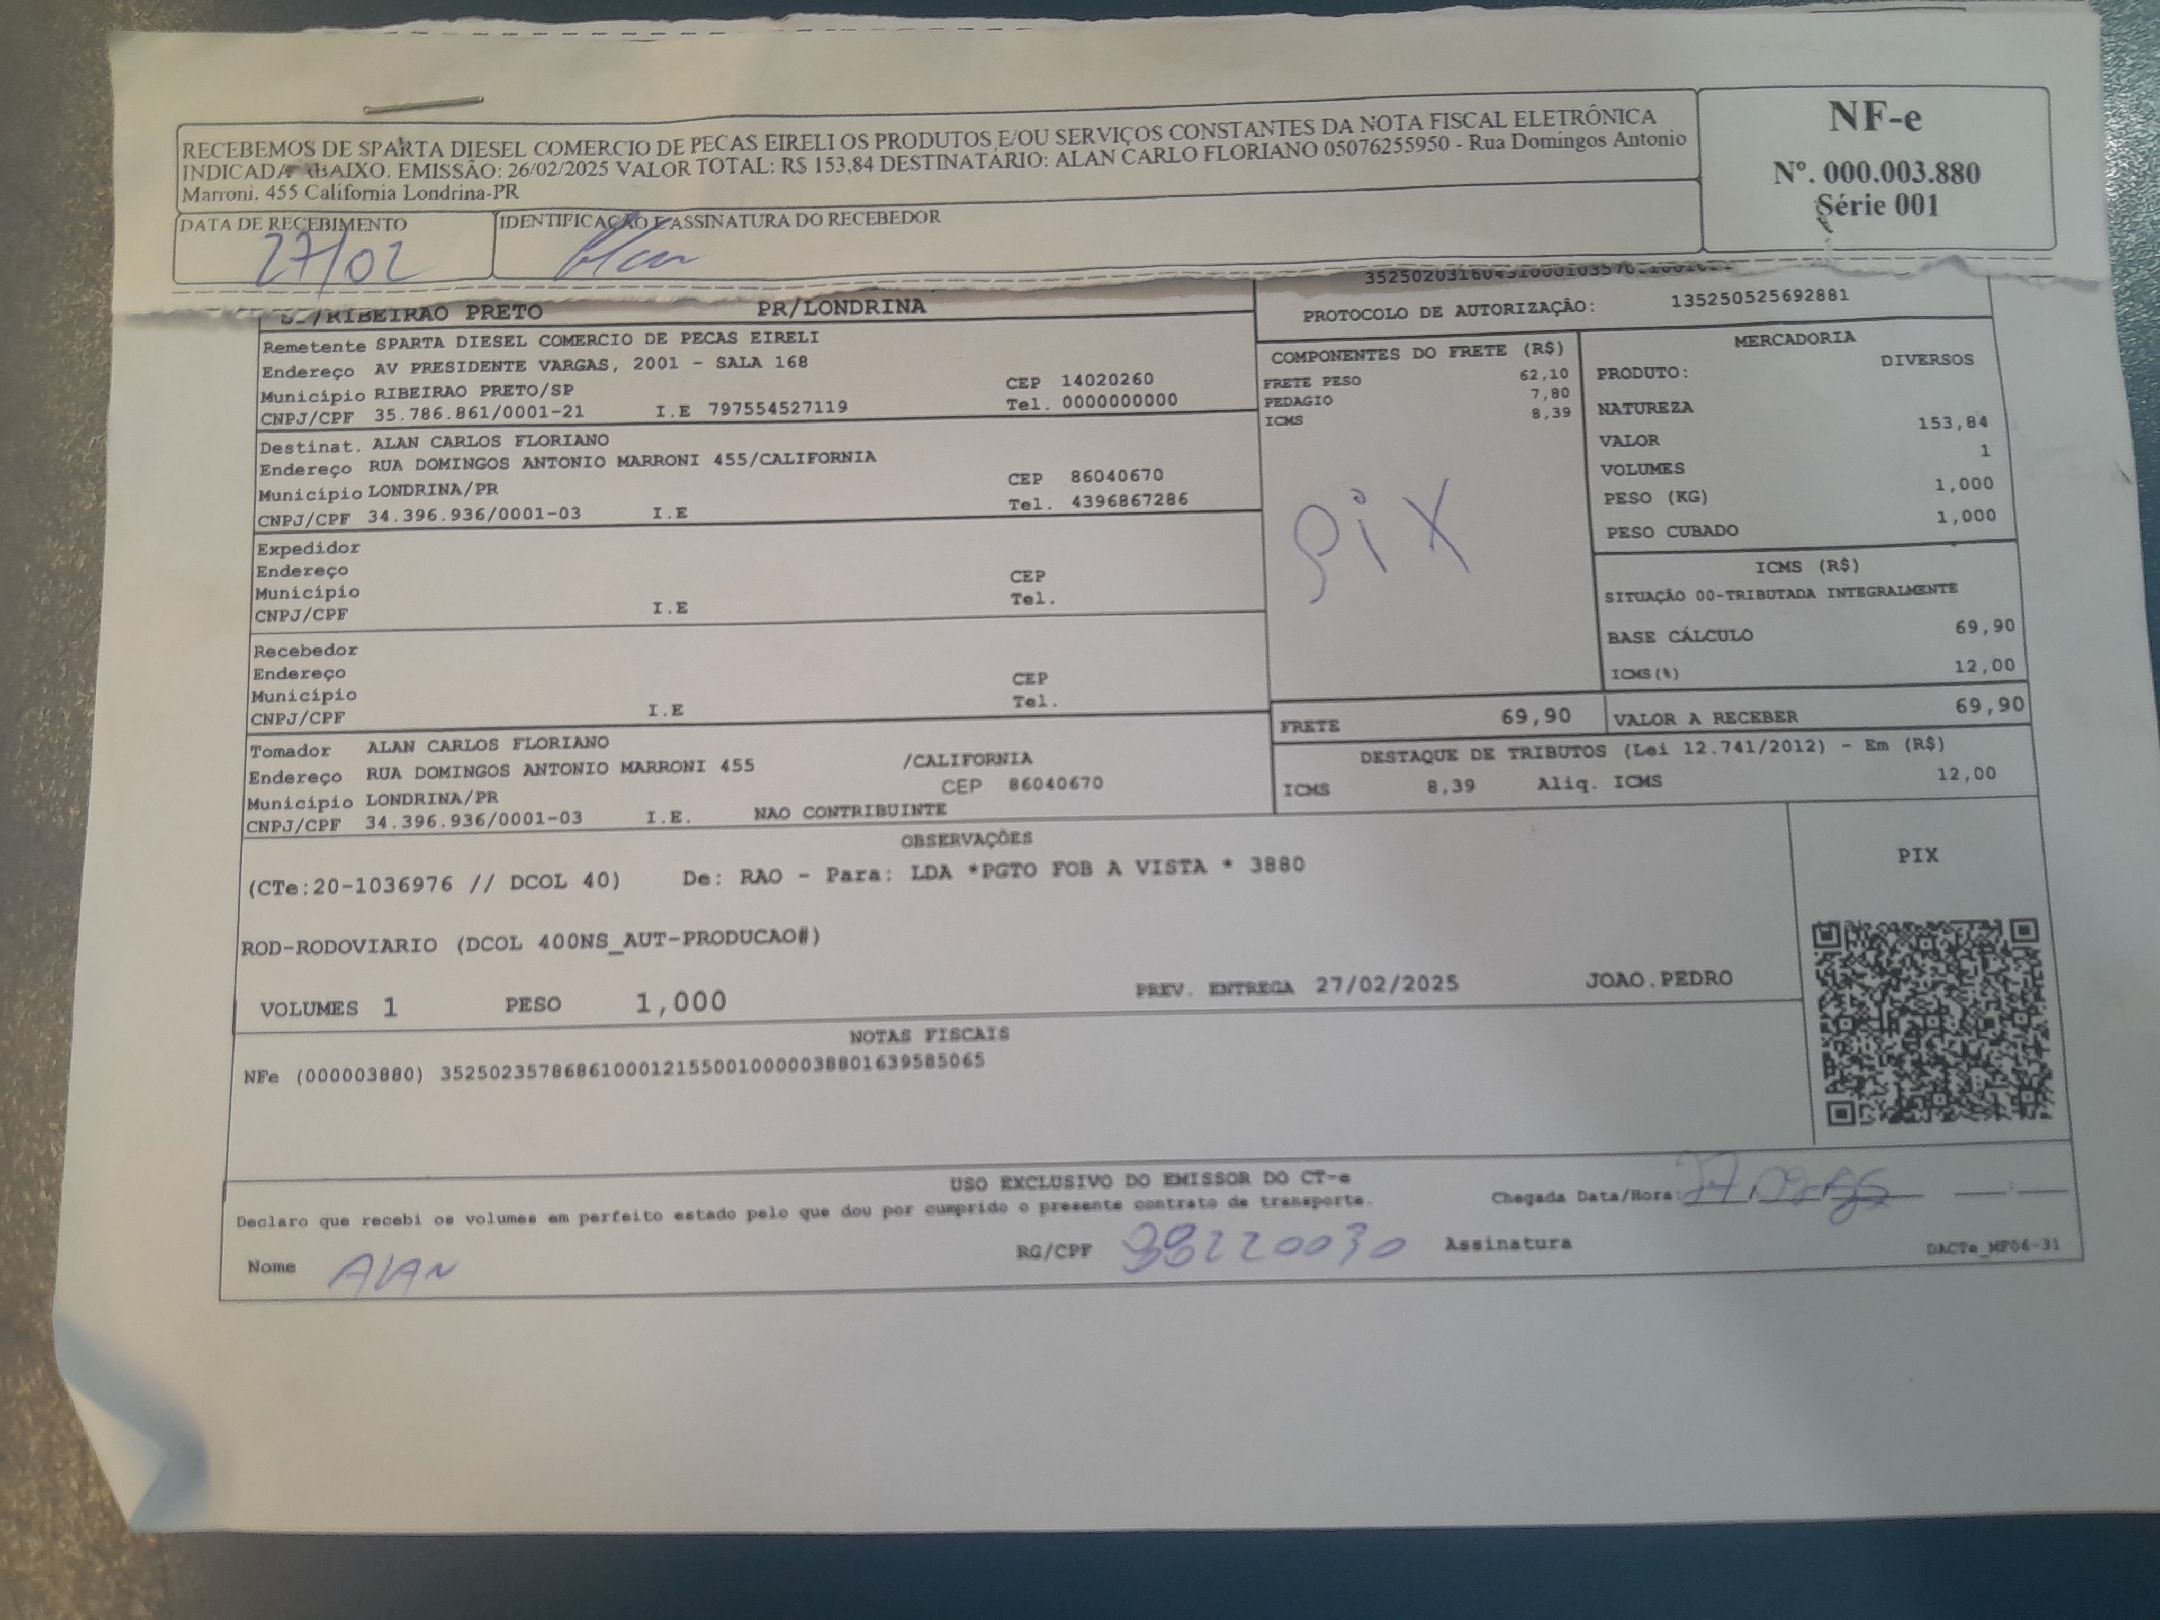 RECEBEMOS DE SPARTA DIESEL COMERCIO DE PECAS EIRELI OS PRODUTOS E/OU SERVIÇOS CONSTANTES DA NOTA FISCAL ELETRÔNICA
INDICADA ABAIXO. EMISSÃO: 26/02/2025 VALOR TOTAL: R$ 153,84 DESTINATÁRIO: ALAN CARLO FLORIANO 05076255950 - Rua Domingos Antonio
Marroni, 455 California Londrina-PR
NF-e
Nº. 000.003.880
Série 001
DATA DE RECEBIMENTO
27/02
IDENTIFICAÇÃO E ASSINATURA DO RECEBEDOR
Alan
/RIBEIRAO PRETO PR/LONDRINA
PROTOCOLO DE AUTORIZAÇÃO: 135250525692881
Remetente SPARTA DIESEL COMERCIO DE PECAS EIRELI
Endereço AV PRESIDENTE VARGAS, 2001 - SALA 168
Município RIBEIRAO PRETO/SP CEP 14020260
CNPJ/CPF 35.786.861/0001-21 I.E 797554527119 Tel. 0000000000
Destinat. ALAN CARLOS FLORIANO
Endereço RUA DOMINGOS ANTONIO MARRONI 455/CALIFORNIA
Município LONDRINA/PR CEP 86040670
CNPJ/CPF 34.396.936/0001-03 I.E Tel. 4396867286
Expedidor
Endereço
Município CEP
CNPJ/CPF I.E Tel.
Recebedor
Endereço
Município CEP
CNPJ/CPF I.E Tel.
Tomador ALAN CARLOS FLORIANO
Endereço RUA DOMINGOS ANTONIO MARRONI 455 /CALIFORNIA
Município LONDRINA/PR CEP 86040670
CNPJ/CPF 34.396.936/0001-03 I.E. NAO CONTRIBUINTE
COMPONENTES DO FRETE (R$)
FRETE PESO 62,10
PEDAGIO 7,80
ICMS 8,39
PiX
MERCADORIA
PRODUTO: DIVERSOS
NATUREZA
VALOR 153,84
VOLUMES 1
PESO (KG) 1,000
PESO CUBADO 1,000
ICMS (R$)
SITUAÇÃO 00-TRIBUTADA INTEGRALMENTE
BASE CÁLCULO 69,90
ICMS(%) 12,00
FRETE 69,90 VALOR A RECEBER 69,90
DESTAQUE DE TRIBUTOS (Lei 12.741/2012) - Em (R$)
ICMS 8,39 Aliq. ICMS 12,00
OBSERVAÇÕES
(CTe:20-1036976 // DCOL 40) De: RAO - Para: LDA *PGTO FOB A VISTA * 3880
ROD-RODOVIARIO (DCOL 400NS_AUT-PRODUCAO#)
VOLUMES 1 PESO 1,000 PREV. ENTREGA 27/02/2025 JOAO.PEDRO
PIX
NOTAS FISCAIS
NFe (000003880) 35250235786861000121550010000038801639585065
USO EXCLUSIVO DO EMISSOR DO CT-e
Declaro que recebi os volumes em perfeito estado pelo que dou por cumprido o presente contrato de transporte.
Chegada Data/Hora:
Nome ALAN RG/CPF 98220030 Assinatura
DACTe_MF06-31